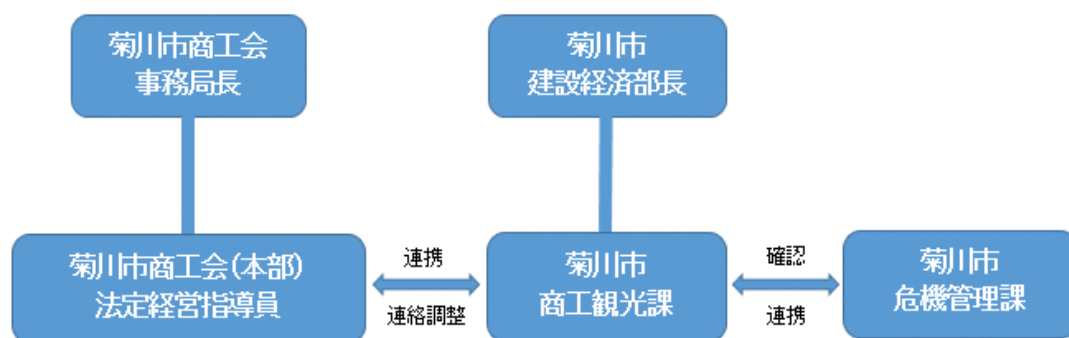 菊川市商工会
事務局長
菊川市
建設経済部長
菊川市商工会(本部)
法定経営指導員
連携
連絡調整
菊川市
商工観光課
確認
連携
菊川市
危機管理課